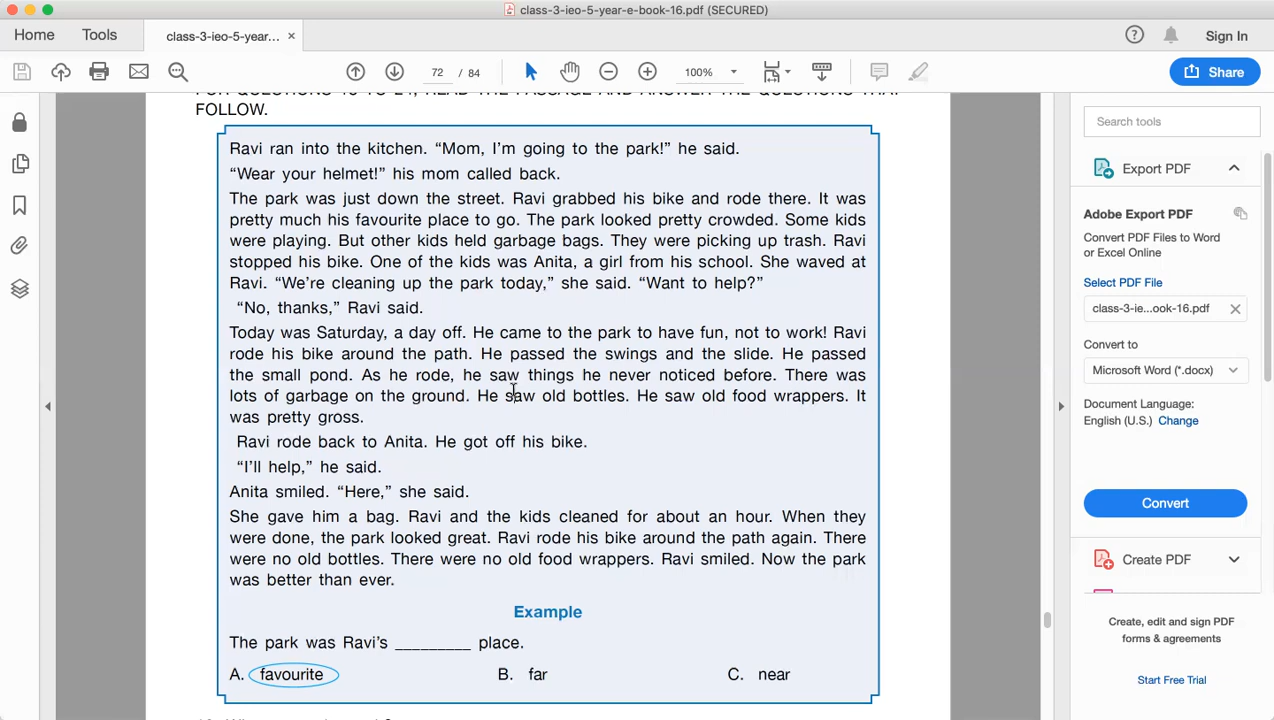 class-3-ieo-5-year-e-book-16.pdf (SECURED)
Home
Tools
class-3-ieo-5-year...
Sign In
72 / 84
100%
Share
FOR QUESTIONS TO 24, READ THE PASSAGE AND ANSWER THE QUESTIONS THAT
FOLLOW.
Ravi ran into the kitchen. “Mom, I’m going to the park!” he said.
“Wear your helmet!” his mom called back.
The park was just down the street. Ravi grabbed his bike and rode there. It was
pretty much his favourite place to go. The park looked pretty crowded. Some kids
were playing. But other kids held garbage bags. They were picking up trash. Ravi
stopped his bike. One of the kids was Anita, a girl from his school. She waved at
Ravi. “We’re cleaning up the park today,” she said. “Want to help?”
“No, thanks,” Ravi said.
Today was Saturday, a day off. He came to the park to have fun, not to work! Ravi
rode his bike around the path. He passed the swings and the slide. He passed
the small pond. As he rode, he saw things he never noticed before. There was
lots of garbage on the ground. He saw old bottles. He saw old food wrappers. It
was pretty gross.
Ravi rode back to Anita. He got off his bike.
“I’ll help,” he said.
Anita smiled. “Here,” she said.
She gave him a bag. Ravi and the kids cleaned for about an hour. When they
were done, the park looked great. Ravi rode his bike around the path again. There
were no old bottles. There were no old food wrappers. Ravi smiled. Now the park
was better than ever.
Example
The park was Ravi’s _________ place.
A. favourite
B. far
C. near
Search tools
Export PDF
Adobe Export PDF
Convert PDF Files to Word
or Excel Online
Select PDF File
class-3-ie...ook-16.pdf
Convert to
Microsoft Word (*.docx)
Document Language:
English (U.S.) Change
Convert
Create PDF
Create, edit and sign PDF
forms & agreements
Start Free Trial